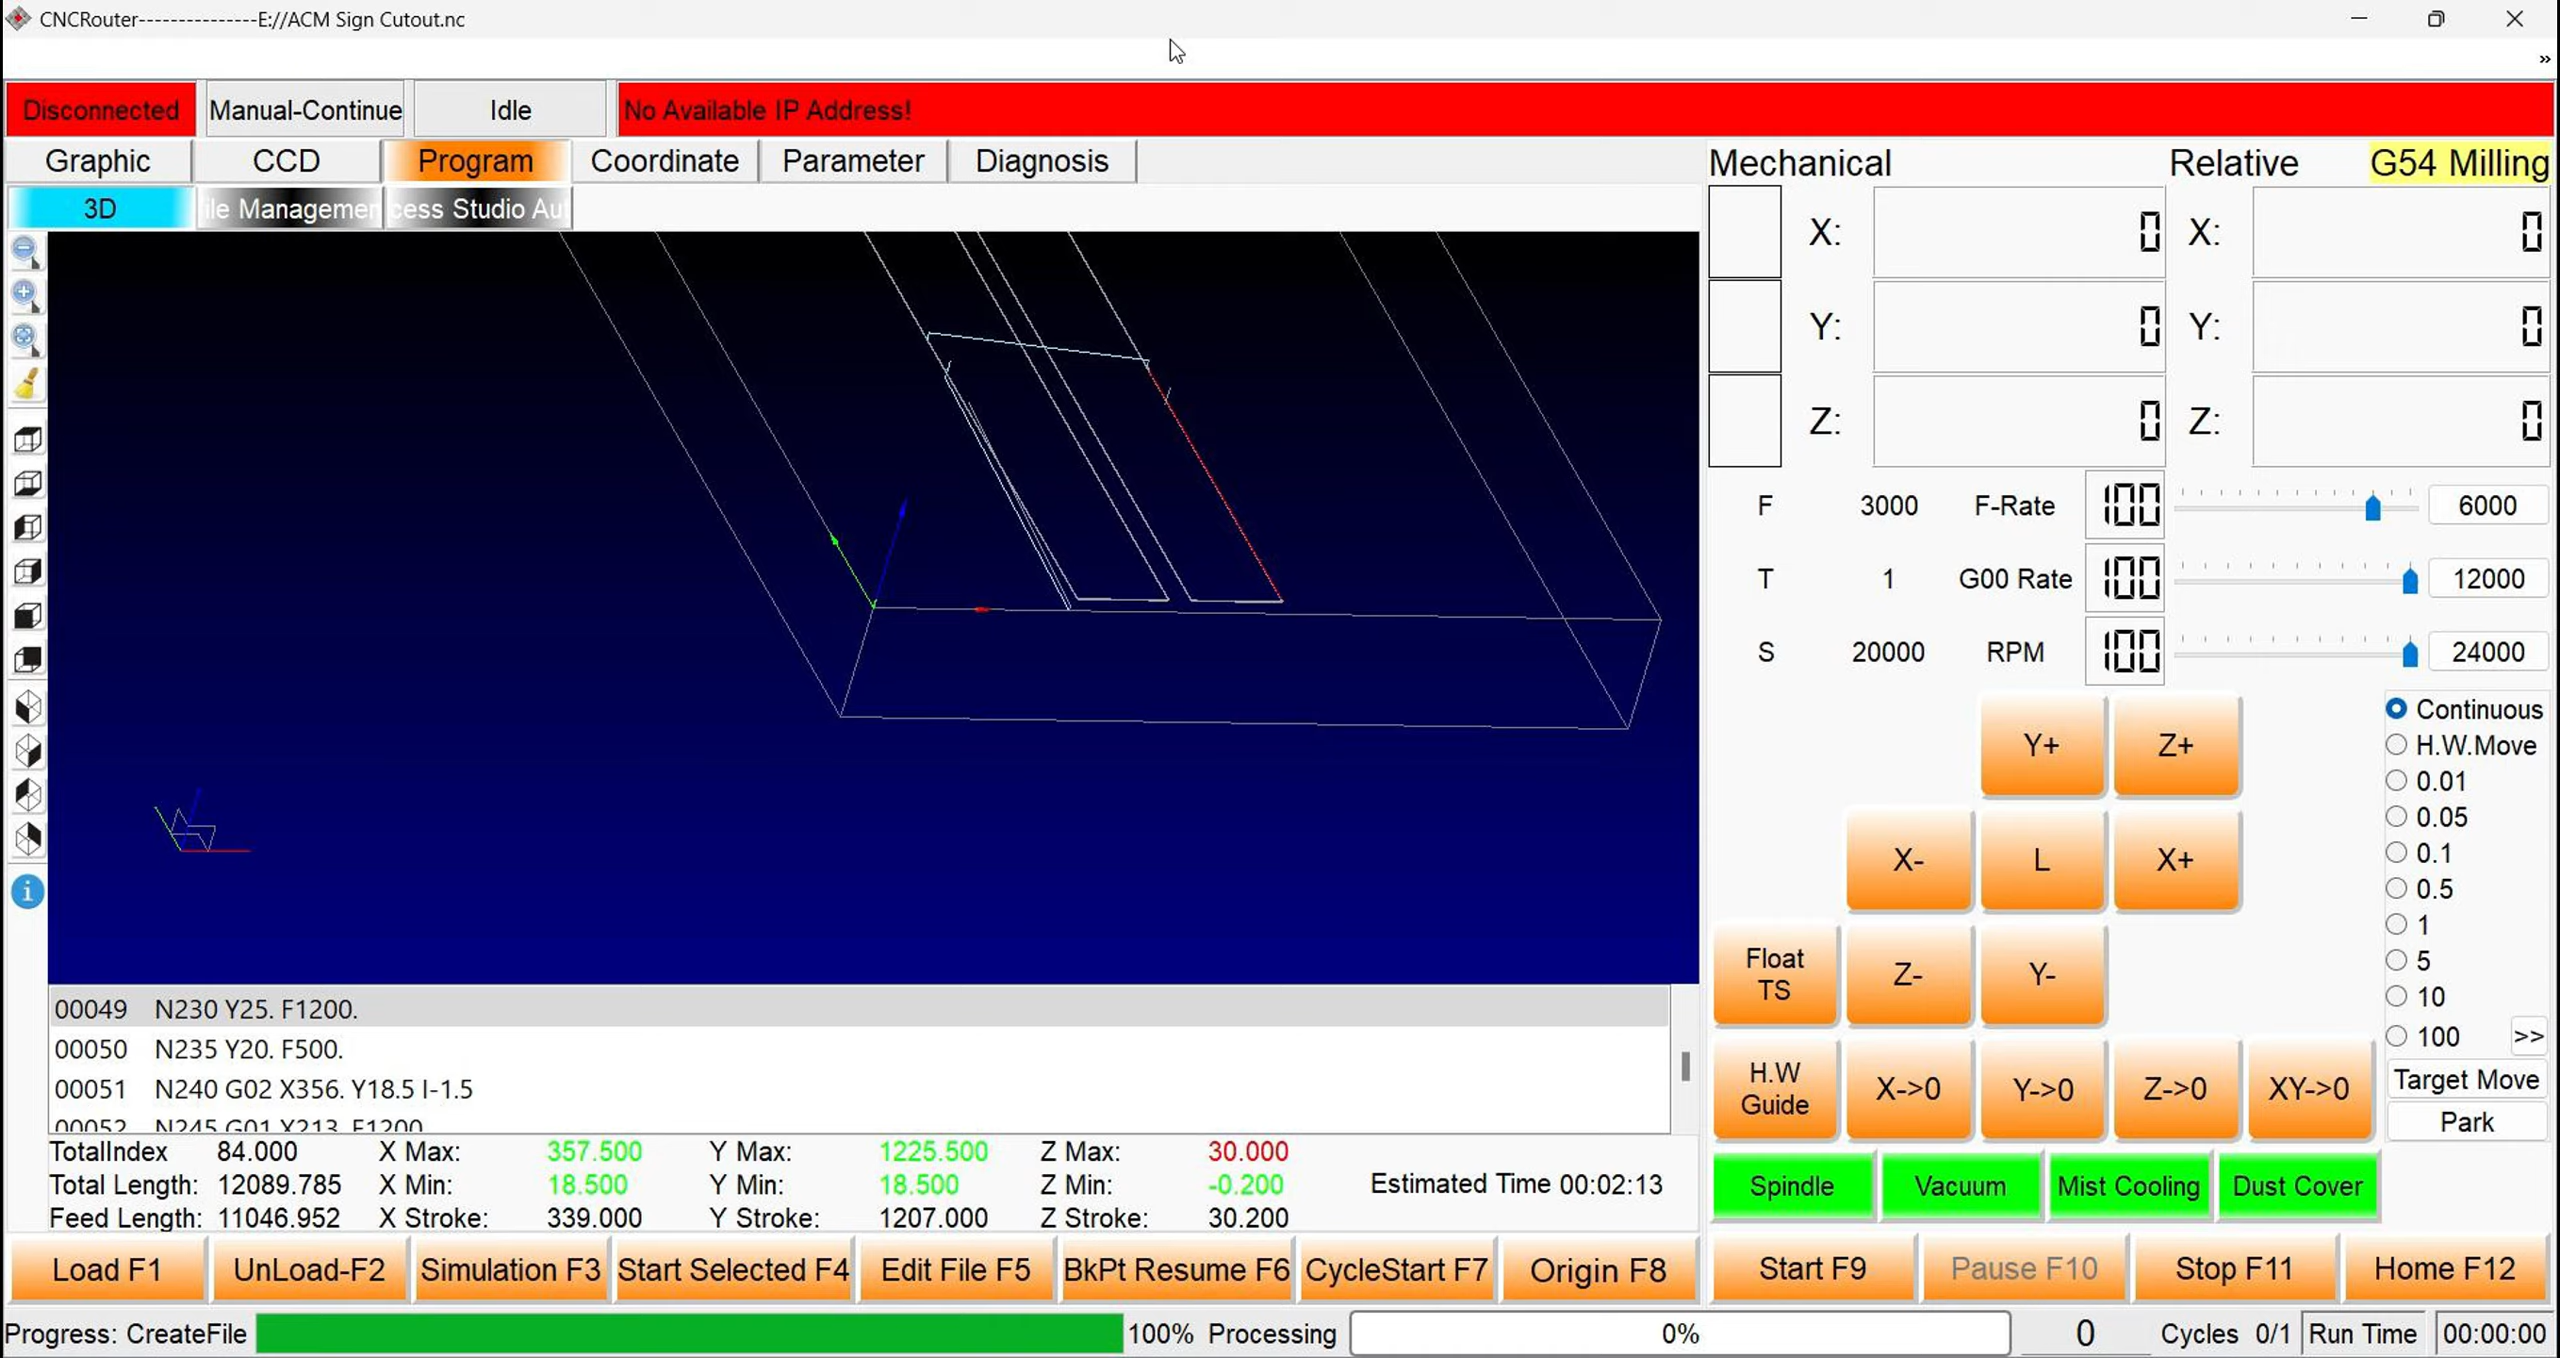 CNCRouter---------------E://ACM Sign Cutout.nc
»
Disconnected Manual-Continue Idle No Available IP Address!
Graphic CCD Program Coordinate Parameter Diagnosis
Mechanical Relative G54 Milling
3D ile Managemen cess Studio Au
X: 0 X: 0
Y: 0 Y: 0
Z: 0 Z: 0
F 3000 F-Rate 100 6000
T 1 G00 Rate 100 12000
S 20000 RPM 100 24000
Y+ Z+
X- L X+
Float TS Z- Y-
H.W Guide X->0 Y->0 Z->0 XY->0
Continuous
H.W.Move
0.01
0.05
0.1
0.5
1
5
10
100 >>
Target Move
Park
00049 N230 Y25. F1200.
00050 N235 Y20. F500.
00051 N240 G02 X356. Y18.5 I-1.5
00052 N245 G01 X213. F1200.
TotalIndex 84.000 X Max: 357.500 Y Max: 1225.500 Z Max: 30.000
Total Length: 12089.785 X Min: 18.500 Y Min: 18.500 Z Min: -0.200 Estimated Time 00:02:13
Feed Length: 11046.952 X Stroke: 339.000 Y Stroke: 1207.000 Z Stroke: 30.200
Spindle Vacuum Mist Cooling Dust Cover
Load F1 UnLoad-F2 Simulation F3 Start Selected F4 Edit File F5 BkPt Resume F6 CycleStart F7 Origin F8 Start F9 Pause F10 Stop F11 Home F12
Progress: CreateFile 100% Processing 0% 0 Cycles 0/1 Run Time 00:00:00